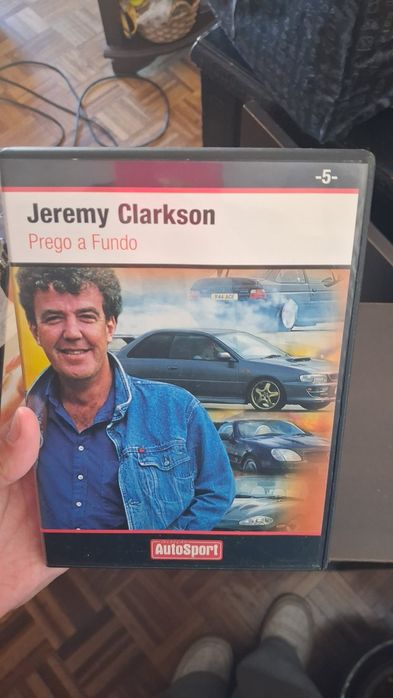 -5-
Jeremy Clarkson
Prego a Fundo
AutoSport